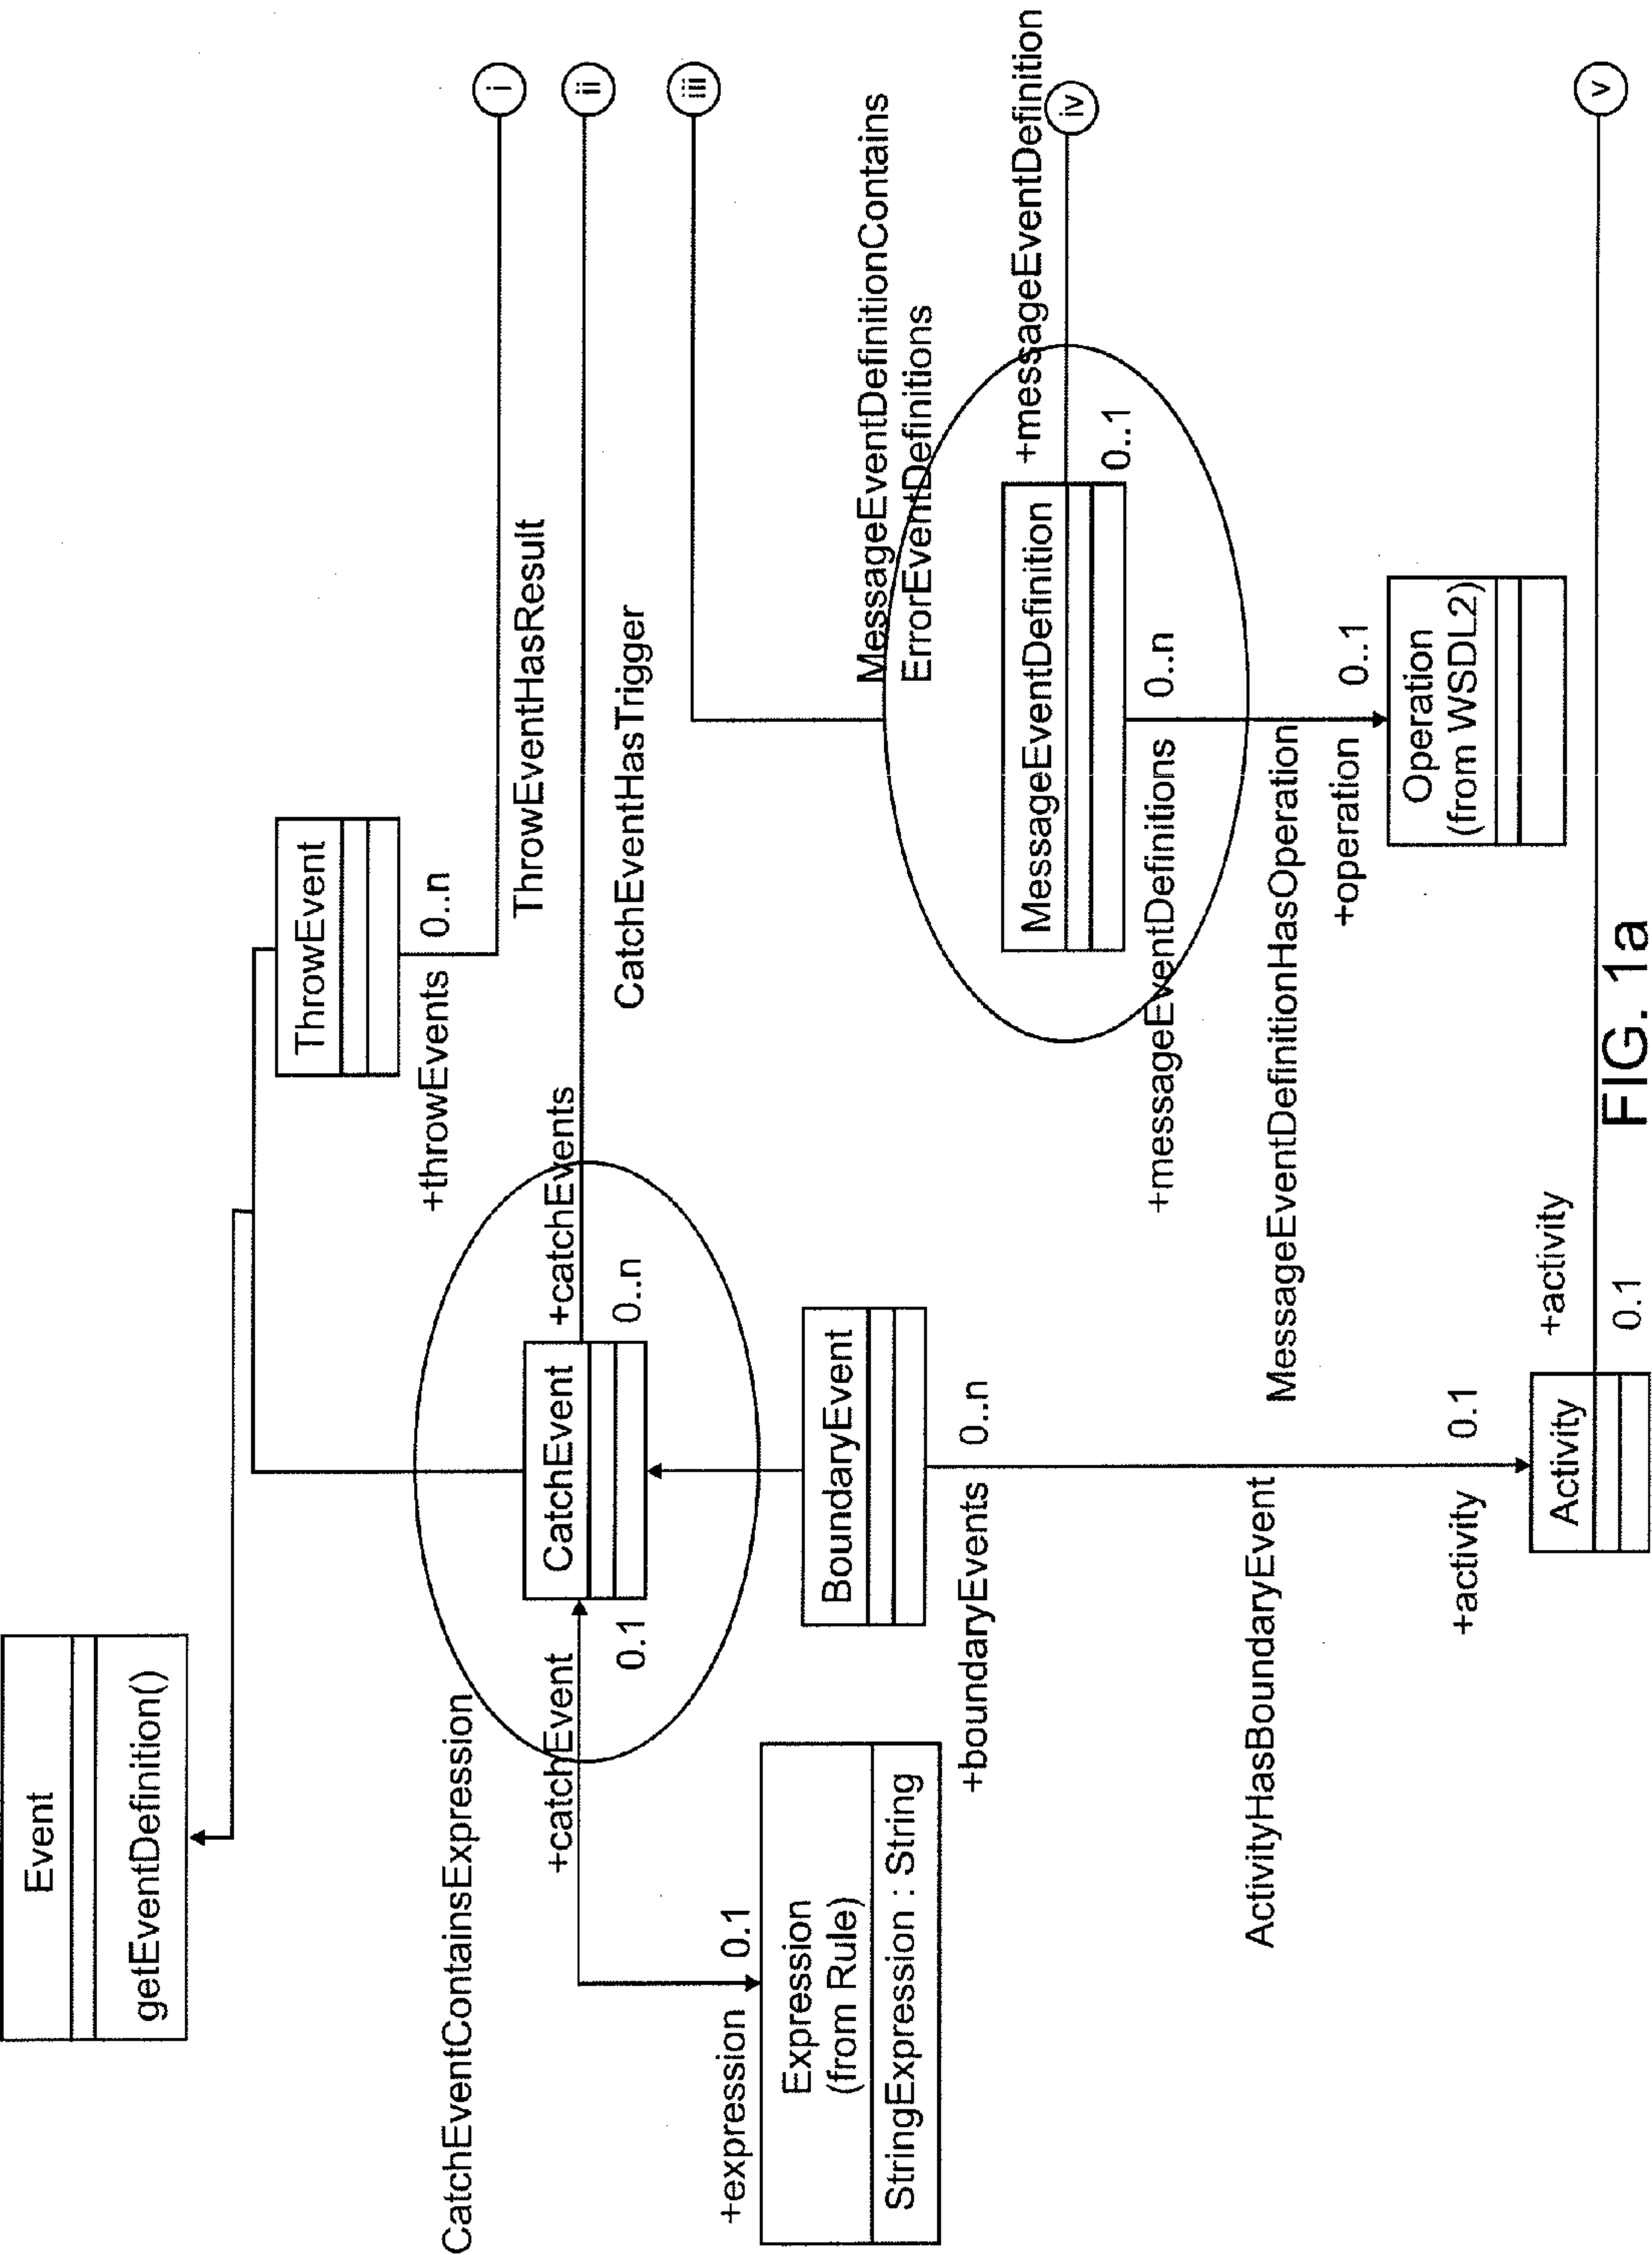 Event
getEventDefinition()
ThrowEvent
+throwEvents
0..n
i
ThrowEventHasResult
CatchEventContainsExpression
+catchEvent
0.1
CatchEvent
+catchEvents
0..n
ii
CatchEventHasTrigger
iii
+expression
0.1
Expression
(from Rule)
StringExpression : String
BoundaryEvent
+boundaryEvents
0..n
MessageEventDefinitionContains
ErrorEventDefinitions
MessageEventDefinition
+messageEventDefinition
0..1
iv
+messageEventDefinitions
0..n
MessageEventDefinitionHasOperation
+operation
0..1
Operation
(from WSDL2)
ActivityHasBoundaryEvent
+activity
0.1
Activity
+activity
0.1
v
FIG. 1a